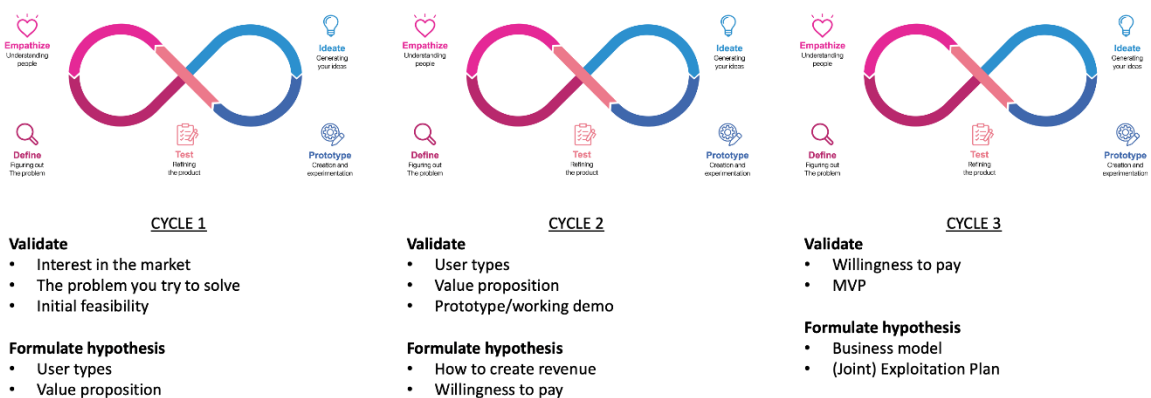 Empathize
Understanding
people
Ideate
Generating
your ideas
Define
Figuring out
The problem
Test
Refining
the product
Prototype
Creation and
experimentation
Empathize
Understanding
people
Ideate
Generating
your ideas
Define
Figuring out
The problem
Test
Refining
the product
Prototype
Creation and
experimentation
Empathize
Understanding
people
Ideate
Generating
your ideas
Define
Figuring out
The problem
Test
Refining
the product
Prototype
Creation and
experimentation
CYCLE 1
Validate
• Interest in the market
• The problem you try to solve
• Initial feasibility
Formulate hypothesis
• User types
• Value proposition
CYCLE 2
Validate
• User types
• Value proposition
• Prototype/working demo
Formulate hypothesis
• How to create revenue
• Willingness to pay
CYCLE 3
Validate
• Willingness to pay
• MVP
Formulate hypothesis
• Business model
• (Joint) Exploitation Plan